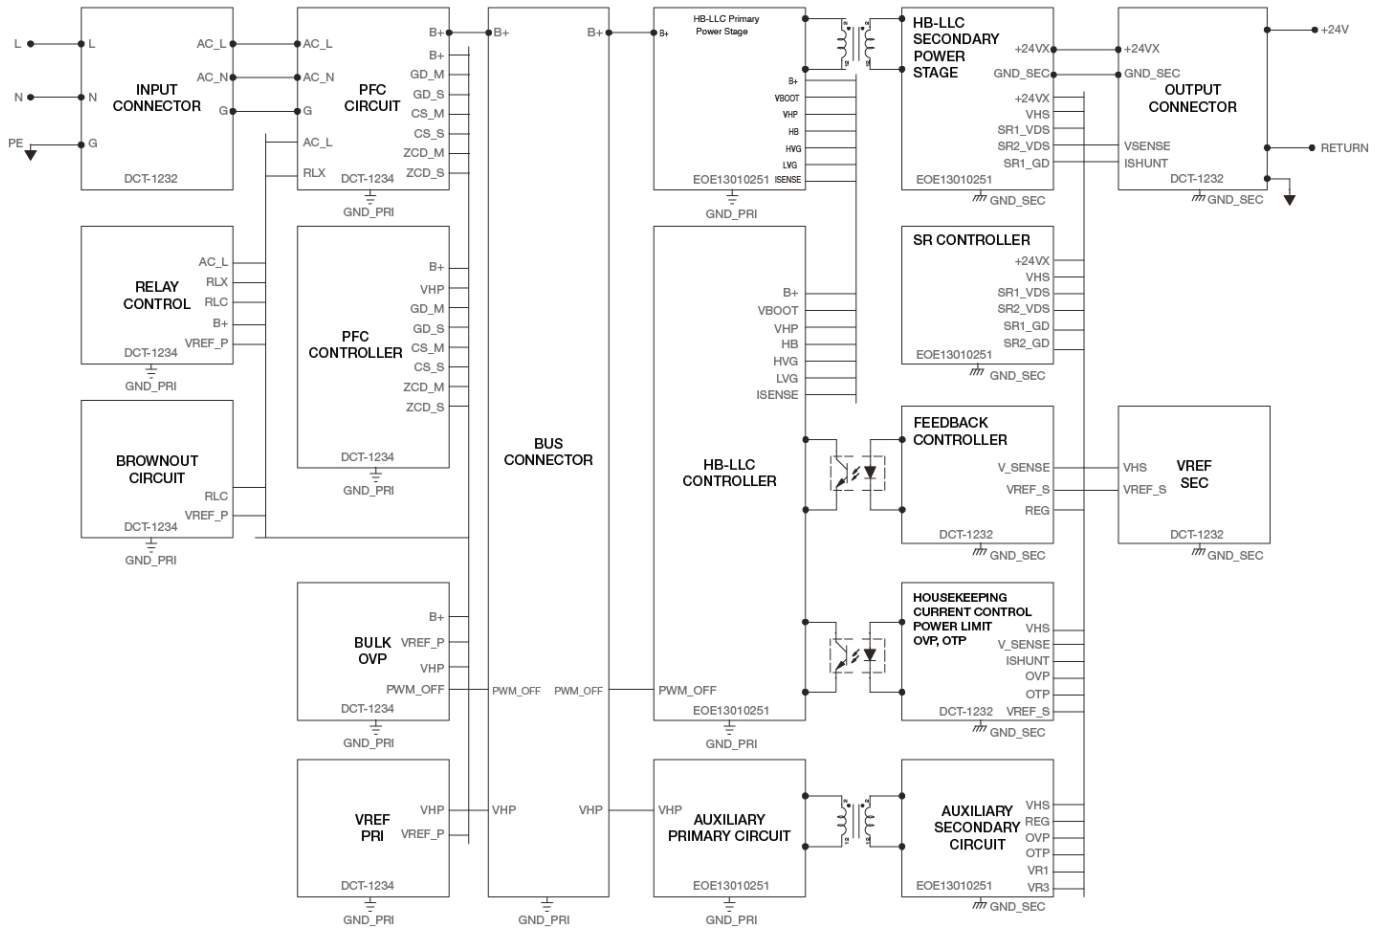 L
N
PE
L
N
G
AC_L
AC_N
G
INPUT
CONNECTOR
DCT-1232
AC_L
AC_N
G
AC_L
RLX
PFC
CIRCUIT
DCT-1234
GND_PRI
B+
B+
GD_M
GD_S
CS_M
CS_S
ZCD_M
ZCD_S
B+
B+
BUS
CONNECTOR
PWM_OFF
PWM_OFF
VHP
VHP
GND_PRI
HB-LLC Primary
Power Stage
B+
B+
VBOOT
VHP
HB
HVG
LVG
ISENSE
EOE13010251
GND_PRI
2
12
2
12
HB-LLC
SECONDARY
POWER
STAGE
+24VX
GND_SEC
+24VX
VHS
SR1_VDS
SR2_VDS
SR1_GD
EOE13010251
GND_SEC
+24VX
GND_SEC
OUTPUT
CONNECTOR
VSENSE
ISHUNT
DCT-1232
GND_SEC
+24V
RETURN
RELAY
CONTROL
AC_L
RLX
RLC
B+
VREF_P
DCT-1234
GND_PRI
PFC
CONTROLLER
B+
VHP
GD_M
GD_S
CS_M
CS_S
ZCD_M
ZCD_S
DCT-1234
GND_PRI
HB-LLC
CONTROLLER
B+
VBOOT
VHP
HB
HVG
LVG
ISENSE
PWM_OFF
EOE13010251
GND_PRI
SR CONTROLLER
+24VX
VHS
SR1_VDS
SR2_VDS
SR1_GD
SR2_GD
EOE13010251
GND_SEC
BROWNOUT
CIRCUIT
RLC
VREF_P
DCT-1234
GND_PRI
FEEDBACK
CONTROLLER
V_SENSE
VREF_S
REG
DCT-1232
GND_SEC
VHS
VREF_S
VREF
SEC
DCT-1232
GND_SEC
BULK
OVP
B+
VREF_P
VHP
PWM_OFF
DCT-1234
GND_PRI
HOUSEKEEPING
CURRENT CONTROL
POWER LIMIT
OVP, OTP
VHS
V_SENSE
ISHUNT
OVP
OTP
VREF_S
DCT-1232
GND_SEC
VREF
PRI
VHP
VREF_P
DCT-1234
GND_PRI
VHP
AUXILIARY
PRIMARY CIRCUIT
EOE13010251
GND_PRI
2
12
2
12
AUXILIARY
SECONDARY
CIRCUIT
VHS
REG
OVP
OTP
VR1
VR3
EOE13010251
GND_SEC